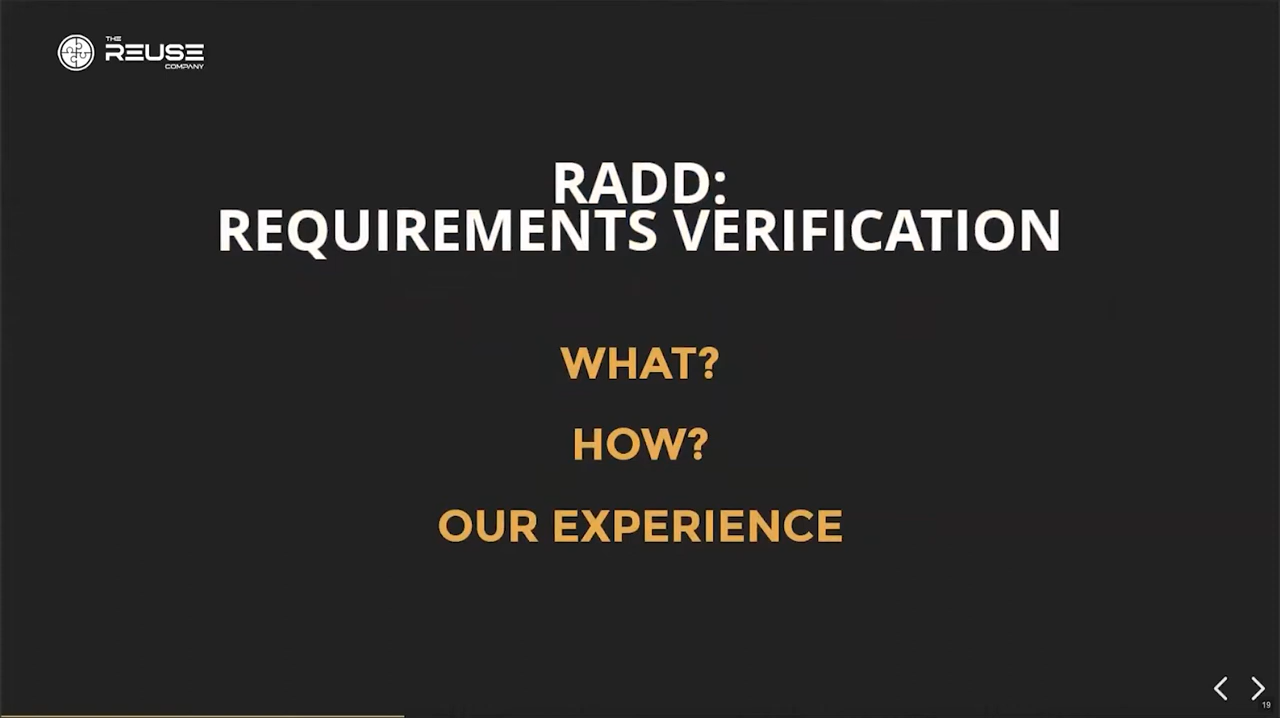 THE
REUSE
COMPANY
RADD:
REQUIREMENTS VERIFICATION
WHAT?
HOW?
OUR EXPERIENCE
19